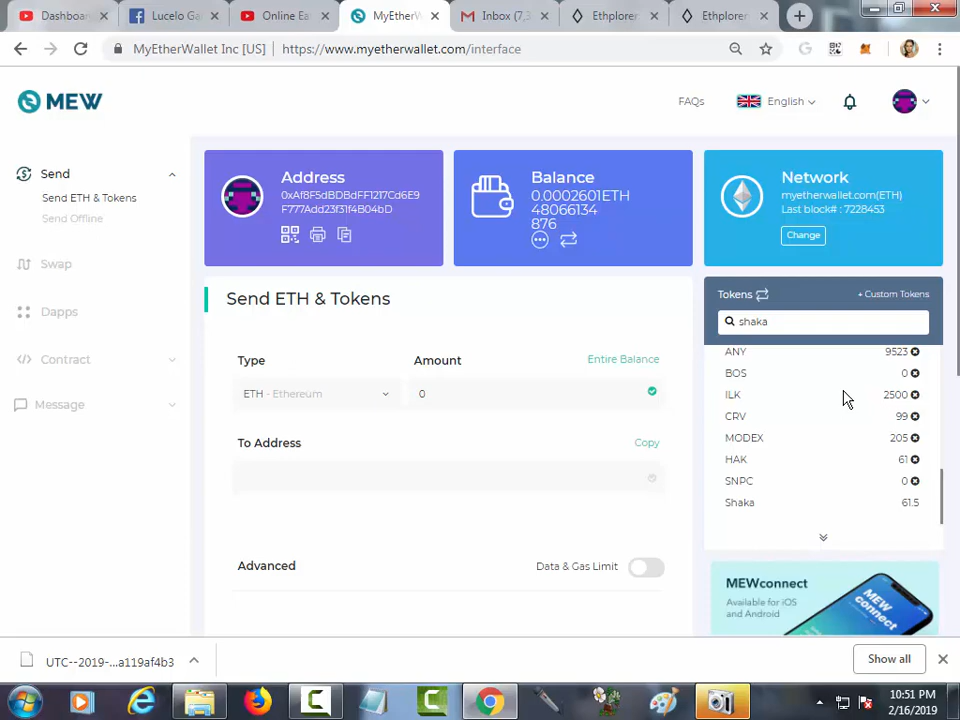 Dashboard
Lucelo Ga
Online Ea
MyEtherW
Inbox (7,
Ethplorer
Ethplorer
MyEtherWallet Inc [US]
https://www.myetherwallet.com/interface
MEW
FAQs
English
Send
Send ETH & Tokens
Send Offline
Swap
Dapps
Contract
Message
Address
0xAf8F5dBDBdFF1217Cd6E9
F777Add23f31f4B04bD
Balance
0.0002601ETH
48066134
876
Network
myetherwallet.com(ETH)
Last block# : 7228453
Change
Send ETH & Tokens
Type
Amount
Entire Balance
ETH - Ethereum
0
To Address
Copy
Advanced
Data & Gas Limit
Tokens
+ Custom Tokens
shaka
ANY 9523
BOS 0
ILK 2500
CRV 99
MODEX 205
HAK 61
SNPC 0
Shaka 61.5
MEWconnect
Available for iOS
and Android
MEW
connect
UTC--2019-...a119af4b3
Show all
10:51 PM
2/16/2019